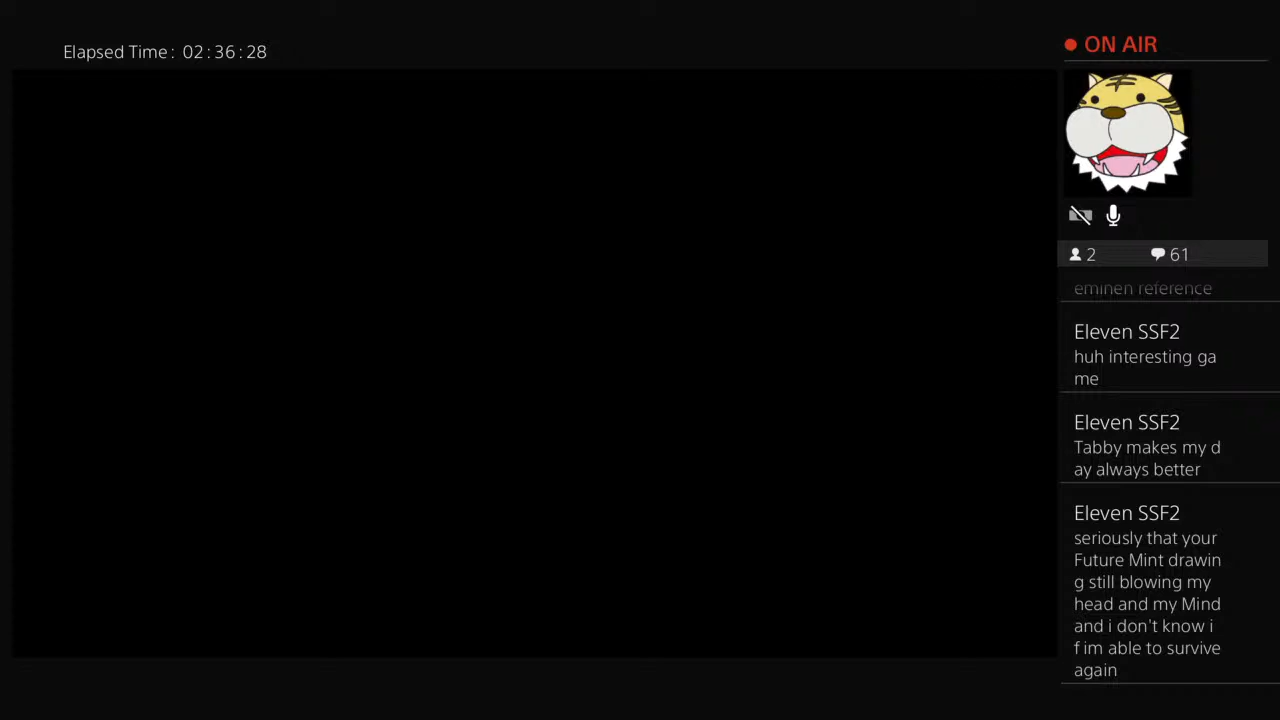 Elapsed Time: 02:36:28
ON AIR
2 61
eminen reference
Eleven SSF2
huh interesting ga
me
Eleven SSF2
Tabby makes my d
ay always better
Eleven SSF2
seriously that your
Future Mint drawin
g still blowing my
head and my Mind
and i don't know i
f im able to survive
again